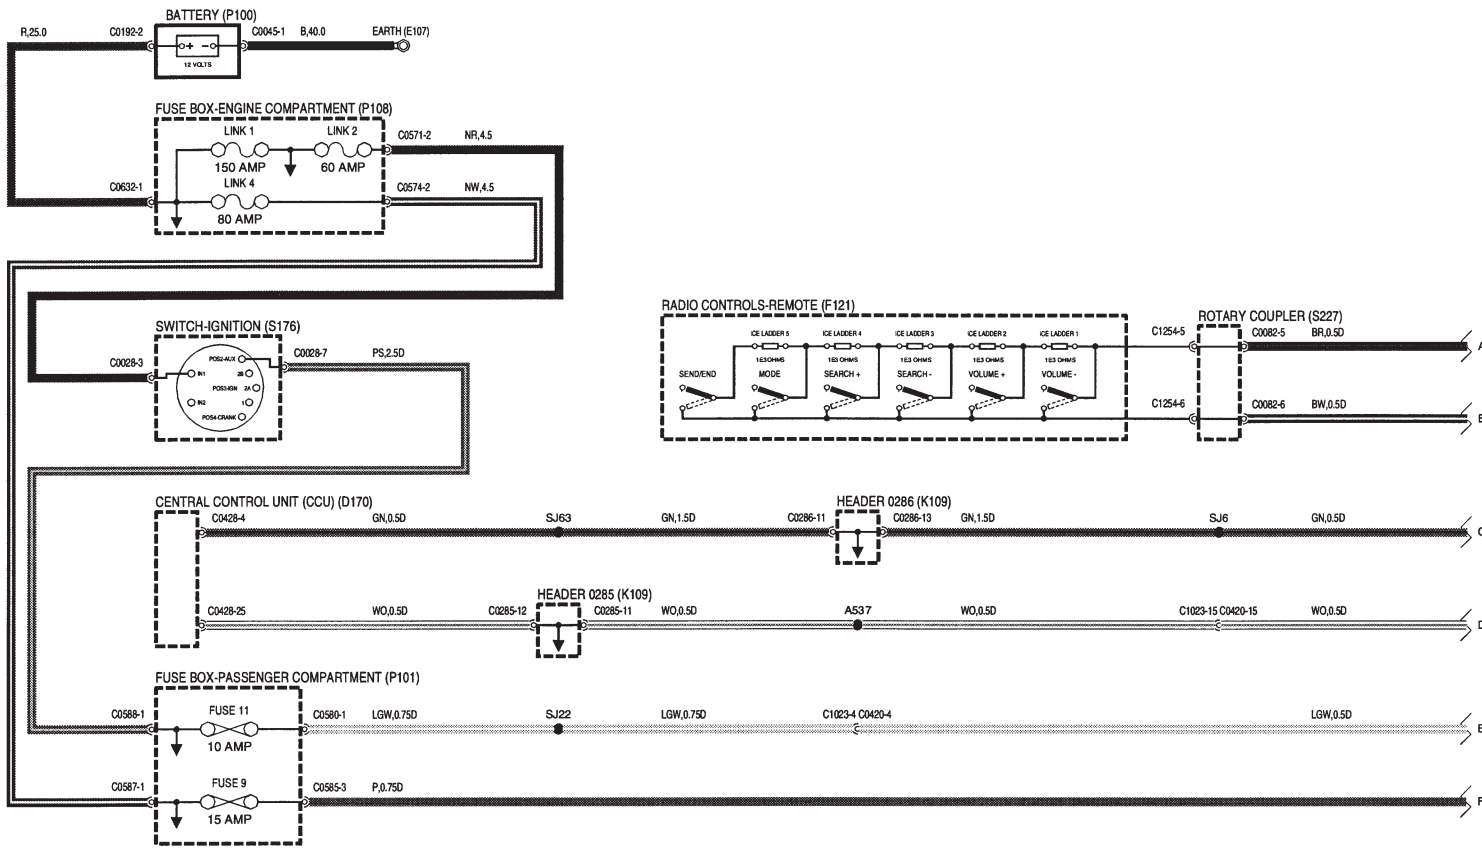 BATTERY (P100)
R,25.0 C0192-2 C0045-1 B,40.0 EARTH (E107)
+ -
12 VOLTS
FUSE BOX-ENGINE COMPARTMENT (P108)
LINK 1 LINK 2 C0571-2 NR,4.5
150 AMP 60 AMP
C0632-1 LINK 4 C0574-2 NW,4.5
80 AMP
SWITCH-IGNITION (S176)
C0028-3 C0028-7 PS,2.5D
POS2-AUX
IN1 2B
POS3-IGN 2A
IN2 1
POS4-CRANK
RADIO CONTROLS-REMOTE (F121)
ICE LADDER 5 ICE LADDER 4 ICE LADDER 3 ICE LADDER 2 ICE LADDER 1
1E3 OHMS 1E3 OHMS 1E3 OHMS 1E3 OHMS 1E3 OHMS
SEND/END MODE SEARCH + SEARCH - VOLUME + VOLUME -
ROTARY COUPLER (S227)
C1254-5 C0082-5 BR,0.5D
C1254-6 C0082-6 BW,0.5D
CENTRAL CONTROL UNIT (CCU) (D170)
HEADER 0286 (K109)
C0428-4 GN,0.5D SJ63 GN,1.5D C0286-11 C0286-13 GN,1.5D SJ6 GN,0.5D
HEADER 0285 (K109)
C0428-25 WO,0.5D C0285-12 C0285-11 WO,0.5D A537 WO,0.5D C1023-15 C0420-15 WO,0.5D
FUSE BOX-PASSENGER COMPARTMENT (P101)
C0588-1 FUSE 11 C0580-1 LGW,0.75D SJ22 LGW,0.75D C1023-4 C0420-4 LGW,0.5D
10 AMP
C0587-1 FUSE 9 C0585-3 P,0.75D
15 AMP